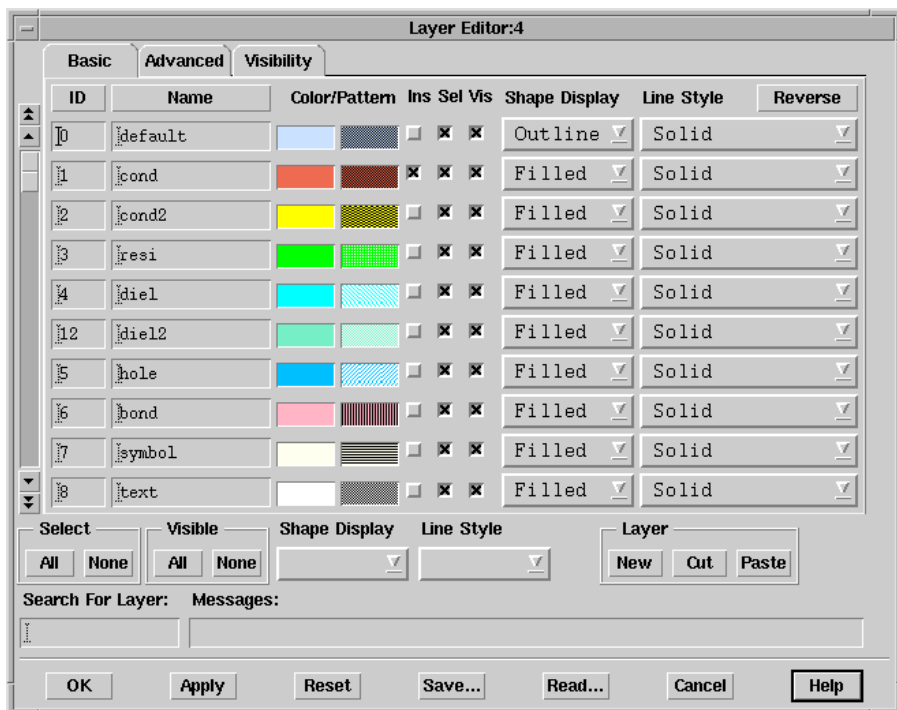 Layer Editor:4
Basic Advanced Visibility
ID Name Color/Pattern Ins Sel Vis Shape Display Line Style Reverse
0 default Outline Solid
1 cond Filled Solid
2 cond2 Filled Solid
3 resi Filled Solid
4 diel Filled Solid
12 diel2 Filled Solid
5 hole Filled Solid
6 bond Filled Solid
7 symbol Filled Solid
8 text Filled Solid
Select Visible Shape Display Line Style Layer
All None All None New Cut Paste
Search For Layer: Messages:
OK Apply Reset Save... Read... Cancel Help